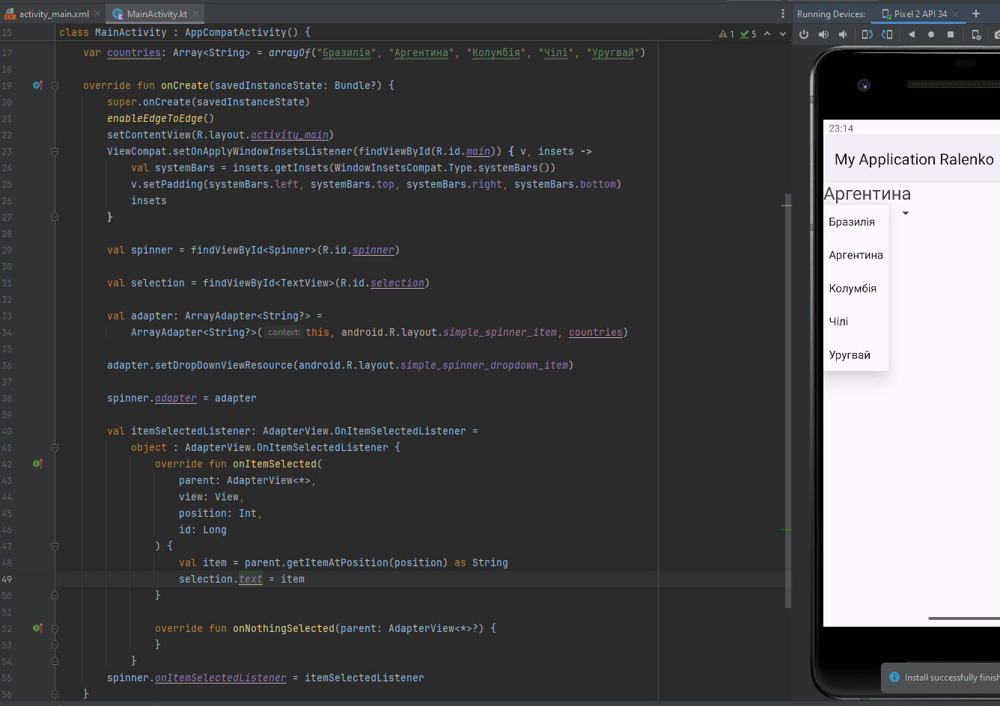 activity_main.xml
MainActivity.kt
Running Devices:
Pixel 2 API 34
15 class MainActivity : AppCompatActivity() {
1 5
17 var countries: Array<String> = arrayOf("Бразилія", "Аргентина", "Колумбія", "Чілі", "Уругвай")
18
19 override fun onCreate(savedInstanceState: Bundle?) {
20 super.onCreate(savedInstanceState)
21 enableEdgeToEdge()
22 setContentView(R.layout.activity_main)
23 ViewCompat.setOnApplyWindowInsetsListener(findViewById(R.id.main)) { v, insets ->
24 val systemBars = insets.getInsets(WindowInsetsCompat.Type.systemBars())
25 v.setPadding(systemBars.left, systemBars.top, systemBars.right, systemBars.bottom)
26 insets
27 }
28
29 val spinner = findViewById<Spinner>(R.id.spinner)
30
31 val selection = findViewById<TextView>(R.id.selection)
32
33 val adapter: ArrayAdapter<String?> =
34 ArrayAdapter<String?>( context: this, android.R.layout.simple_spinner_item, countries)
35
36 adapter.setDropDownViewResource(android.R.layout.simple_spinner_dropdown_item)
37
38 spinner.adapter = adapter
39
40 val itemSelectedListener: AdapterView.OnItemSelectedListener =
41 object : AdapterView.OnItemSelectedListener {
42 override fun onItemSelected(
43 parent: AdapterView<*>,
44 view: View,
45 position: Int,
46 id: Long
47 ) {
48 val item = parent.getItemAtPosition(position) as String
49 selection.text = item
50 }
51
52 override fun onNothingSelected(parent: AdapterView<*>?) {
53 }
54 }
55 spinner.onItemSelectedListener = itemSelectedListener
56 }
23:14
My Application Ralenko
Аргентина
Бразилія
Аргентина
Колумбія
Чілі
Уругвай
Install successfully finish